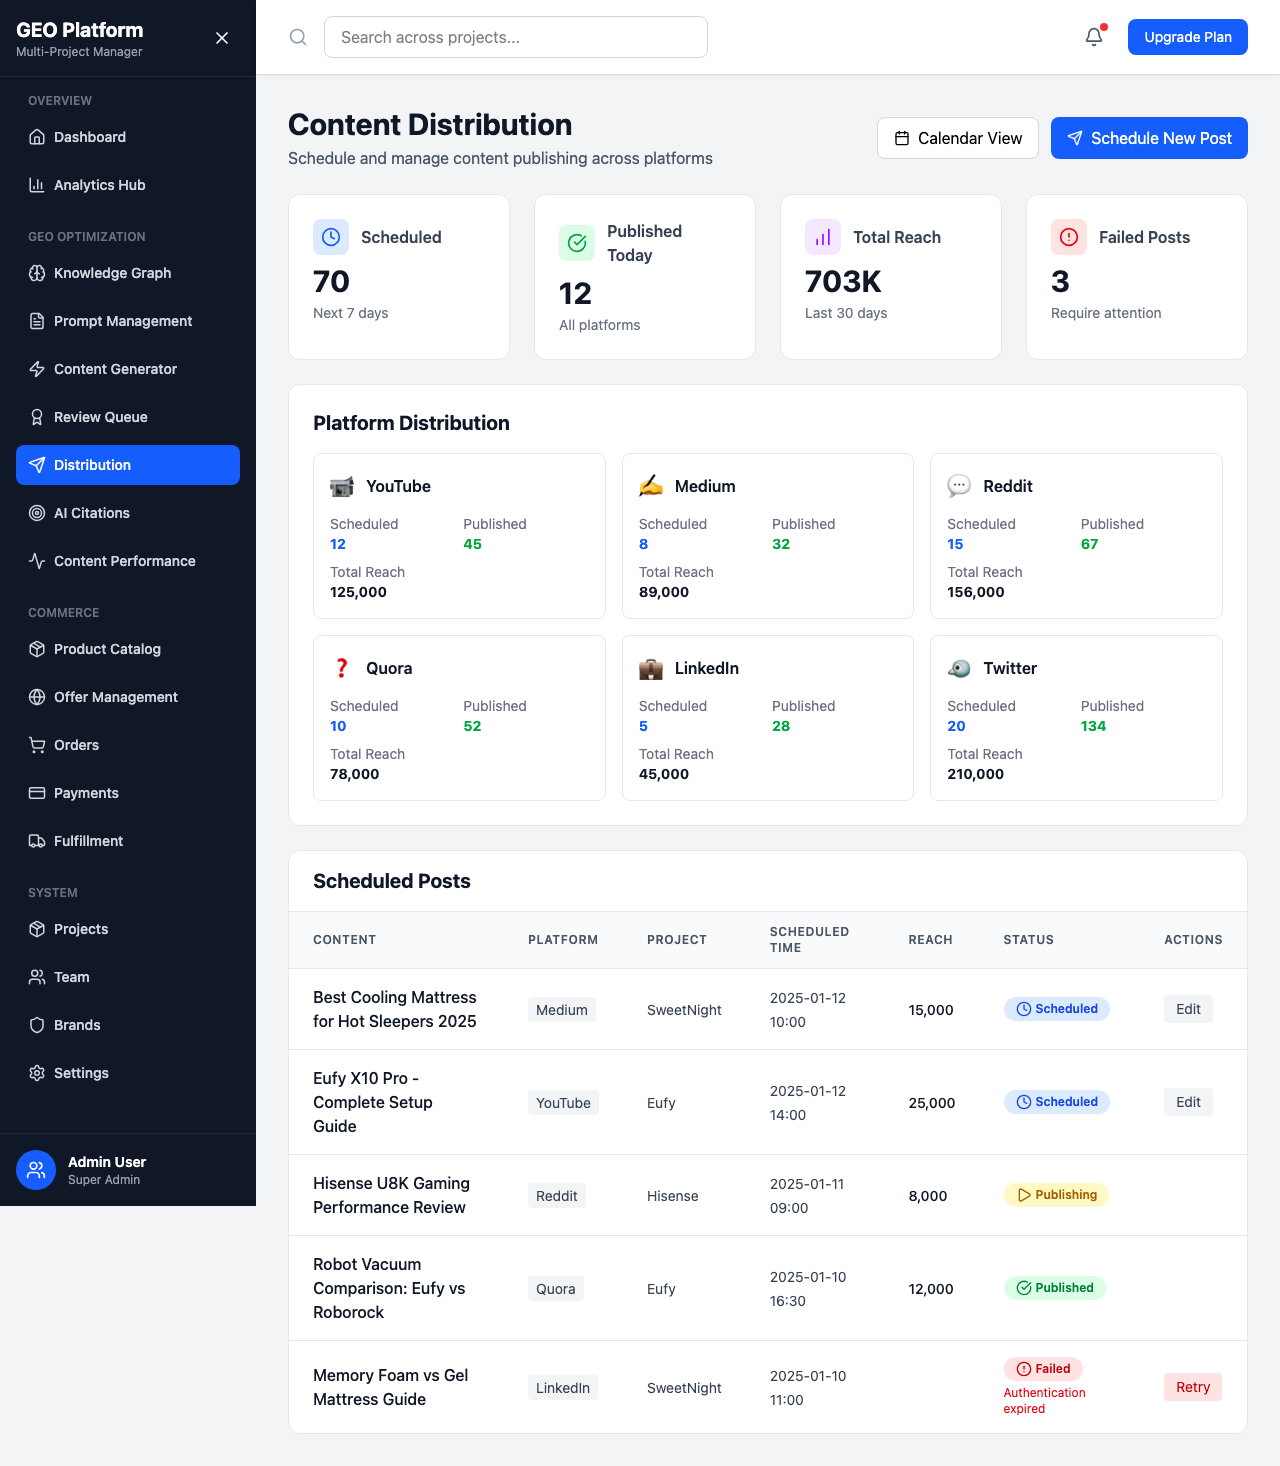 GEO Platform
Multi-Project Manager
OVERVIEW
Dashboard
Analytics Hub
GEO OPTIMIZATION
Knowledge Graph
Prompt Management
Content Generator
Review Queue
Distribution
AI Citations
Content Performance
COMMERCE
Product Catalog
Offer Management
Orders
Payments
Fulfillment
SYSTEM
Projects
Team
Brands
Settings
Admin User
Super Admin
Search across projects...
Upgrade Plan
Content Distribution
Schedule and manage content publishing across platforms
Calendar View
Schedule New Post
Scheduled
70
Next 7 days
Published
Today
12
All platforms
Total Reach
703K
Last 30 days
Failed Posts
3
Require attention
Platform Distribution
YouTube
Scheduled Published
12 45
Total Reach
125,000
Medium
Scheduled Published
8 32
Total Reach
89,000
Reddit
Scheduled Published
15 67
Total Reach
156,000
Quora
Scheduled Published
10 52
Total Reach
78,000
LinkedIn
Scheduled Published
5 28
Total Reach
45,000
Twitter
Scheduled Published
20 134
Total Reach
210,000
Scheduled Posts
CONTENT PLATFORM PROJECT SCHEDULED TIME REACH STATUS ACTIONS
Best Cooling Mattress
for Hot Sleepers 2025
Medium
SweetNight
2025-01-12
10:00
15,000
Scheduled
Edit
Eufy X10 Pro -
Complete Setup
Guide
YouTube
Eufy
2025-01-12
14:00
25,000
Scheduled
Edit
Hisense U8K Gaming
Performance Review
Reddit
Hisense
2025-01-11
09:00
8,000
Publishing
Robot Vacuum
Comparison: Eufy vs
Roborock
Quora
Eufy
2025-01-10
16:30
12,000
Published
Memory Foam vs Gel
Mattress Guide
LinkedIn
SweetNight
2025-01-10
11:00
Failed
Authentication
expired
Retry